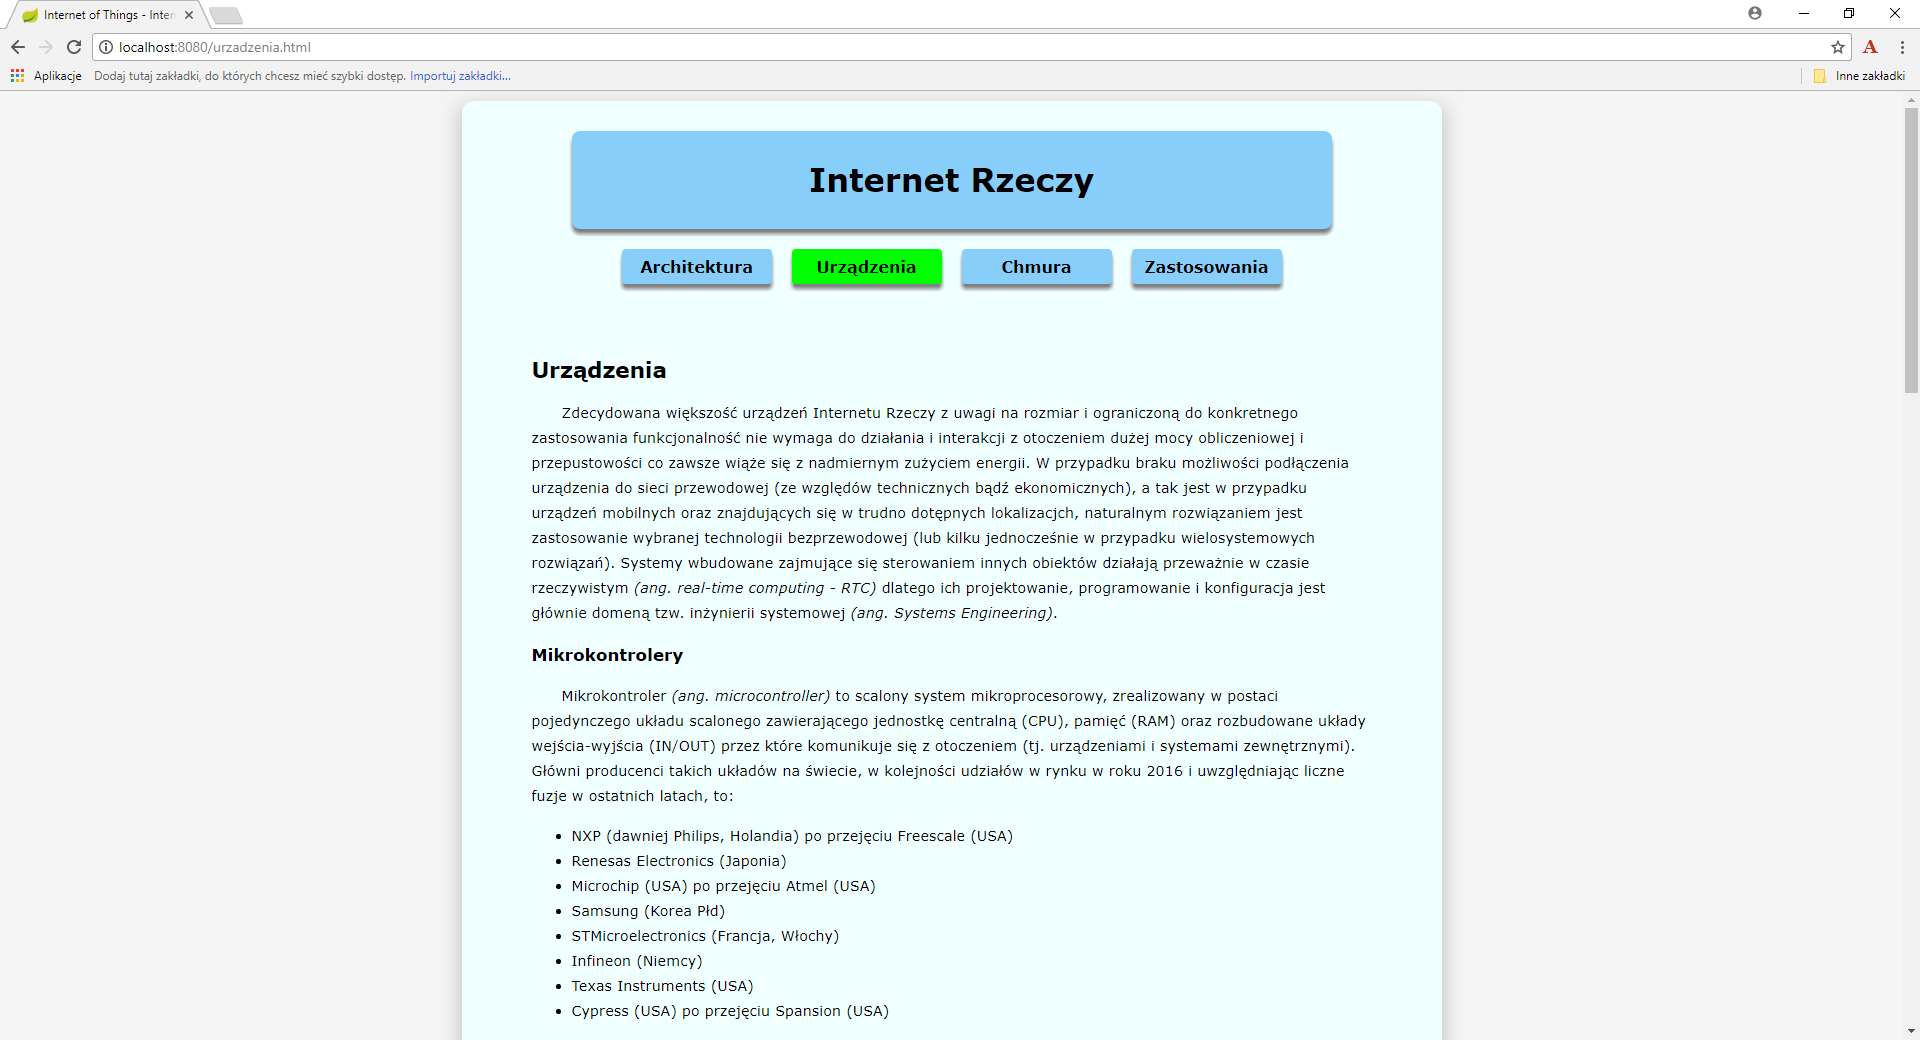 Internet of Things - Inter
localhost:8080/urzadzenia.html
Aplikacje Dodaj tutaj zakładki, do których chcesz mieć szybki dostęp. Importuj zakładki... Inne zakładki
Internet Rzeczy
Architektura Urządzenia Chmura Zastosowania
Urządzenia
Zdecydowana większość urządzeń Internetu Rzeczy z uwagi na rozmiar i ograniczoną do konkretnego
zastosowania funkcjonalność nie wymaga do działania i interakcji z otoczeniem dużej mocy obliczeniowej i
przepustowości co zawsze wiąże się z nadmiernym zużyciem energii. W przypadku braku możliwości podłączenia
urządzenia do sieci przewodowej (ze względów technicznych bądź ekonomicznych), a tak jest w przypadku
urządzeń mobilnych oraz znajdujących się w trudno dotępnych lokalizacjch, naturalnym rozwiązaniem jest
zastosowanie wybranej technologii bezprzewodowej (lub kilku jednocześnie w przypadku wielosystemowych
rozwiązań). Systemy wbudowane zajmujące się sterowaniem innych obiektów działają przeważnie w czasie
rzeczywistym (ang. real-time computing - RTC) dlatego ich projektowanie, programowanie i konfiguracja jest
głównie domeną tzw. inżynierii systemowej (ang. Systems Engineering).
Mikrokontrolery
Mikrokontroler (ang. microcontroller) to scalony system mikroprocesorowy, zrealizowany w postaci
pojedynczego układu scalonego zawierającego jednostkę centralną (CPU), pamięć (RAM) oraz rozbudowane układy
wejścia-wyjścia (IN/OUT) przez które komunikuje się z otoczeniem (tj. urządzeniami i systemami zewnętrznymi).
Główni producenci takich układów na świecie, w kolejności udziałów w rynku w roku 2016 i uwzględniając liczne
fuzje w ostatnich latach, to:
• NXP (dawniej Philips, Holandia) po przejęciu Freescale (USA)
• Renesas Electronics (Japonia)
• Microchip (USA) po przejęciu Atmel (USA)
• Samsung (Korea Płd)
• STMicroelectronics (Francja, Włochy)
• Infineon (Niemcy)
• Texas Instruments (USA)
• Cypress (USA) po przejęciu Spansion (USA)